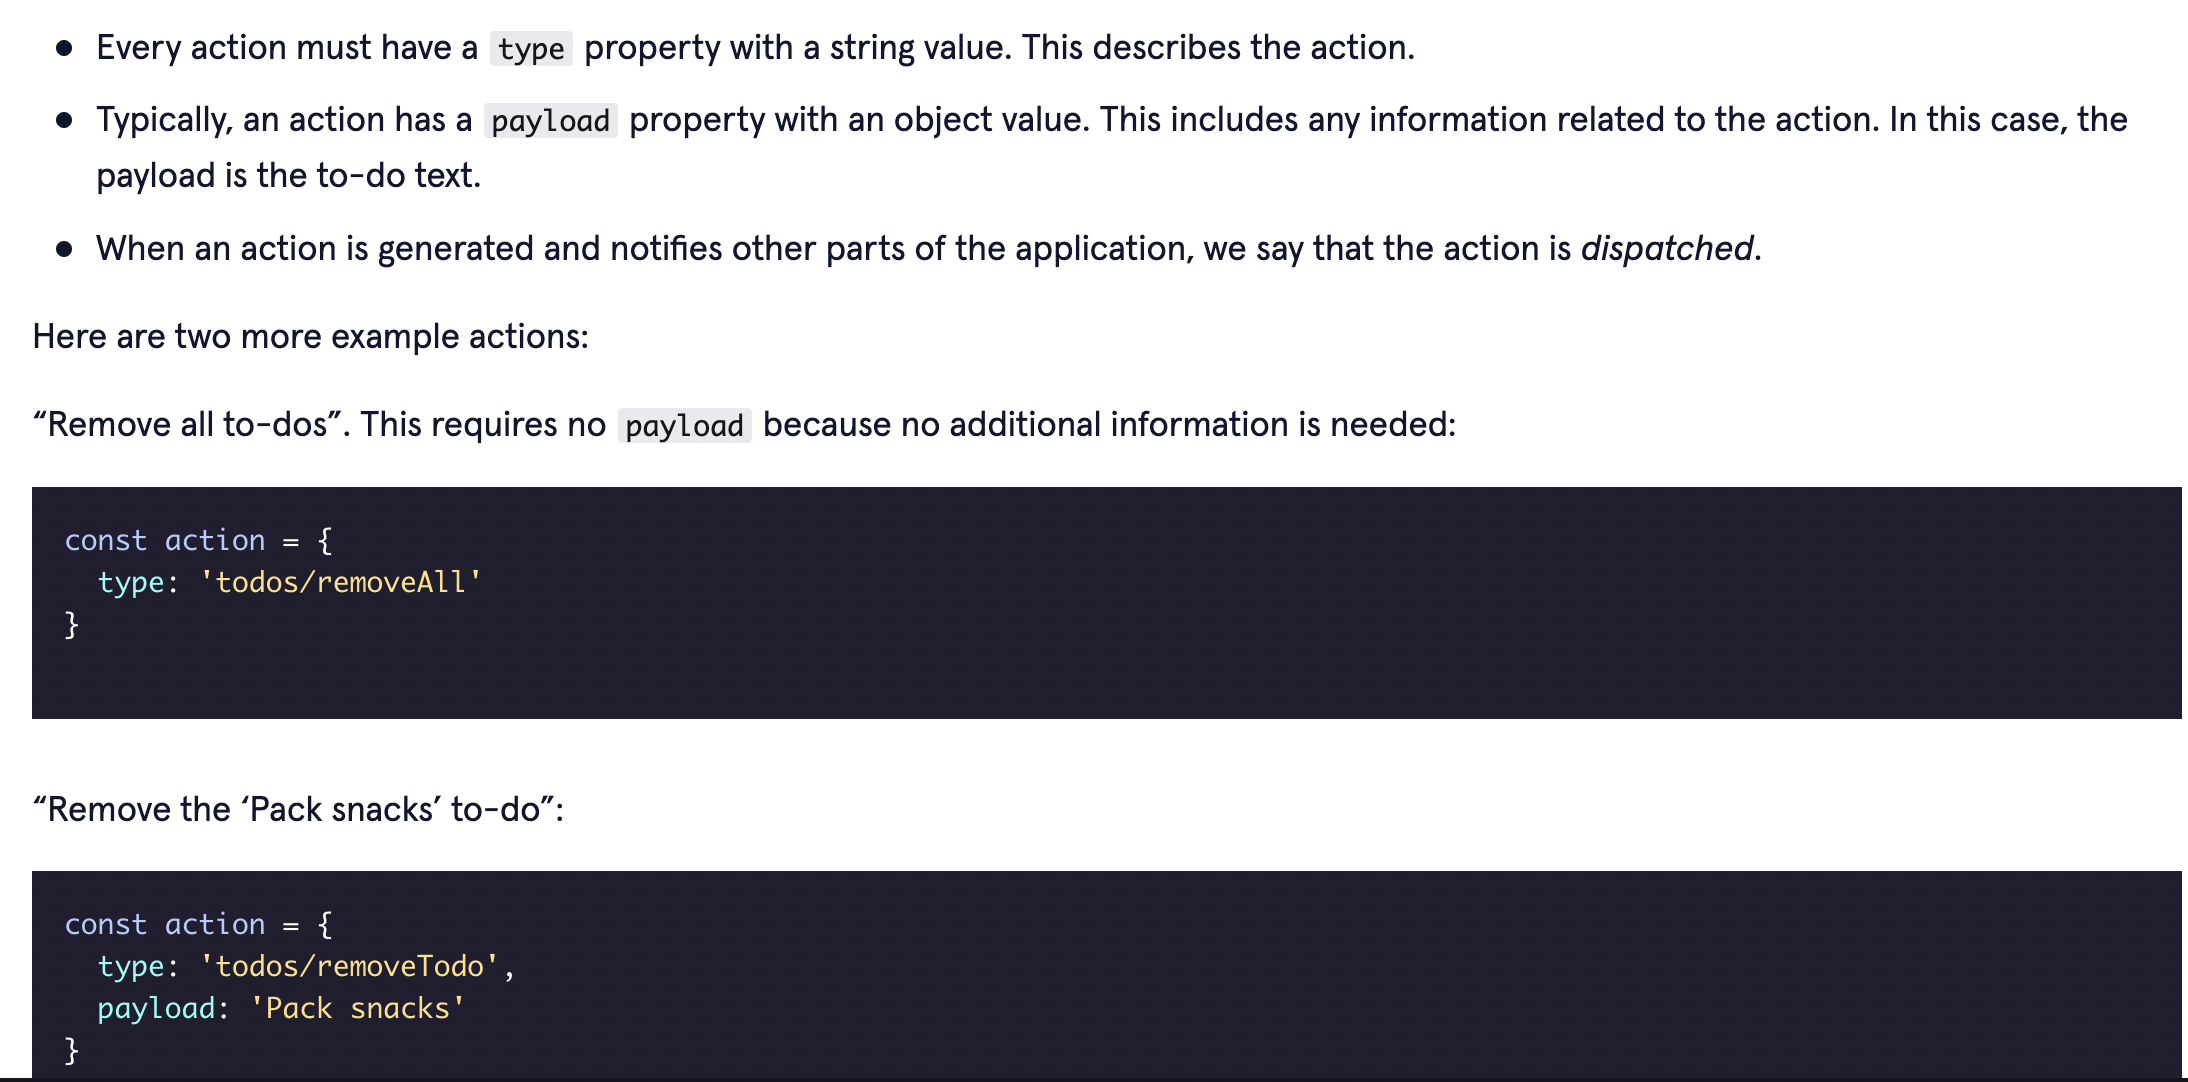 • Every action must have a type property with a string value. This describes the action.
• Typically, an action has a payload property with an object value. This includes any information related to the action. In this case, the
payload is the to-do text.
• When an action is generated and notifies other parts of the application, we say that the action is dispatched.
Here are two more example actions:
“Remove all to-dos”. This requires no payload because no additional information is needed:
const action = {
  type: 'todos/removeAll'
}
“Remove the ‘Pack snacks’ to-do”:
const action = {
  type: 'todos/removeTodo',
  payload: 'Pack snacks'
}